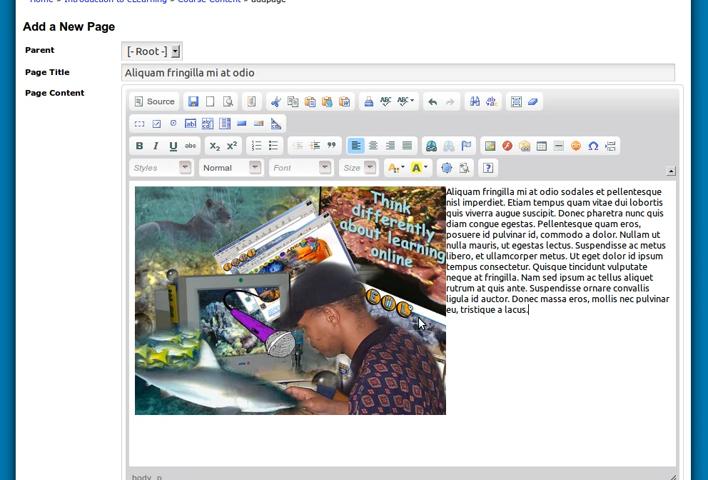 Home » Introduction to eLearning » Course Content » addpage
Add a New Page
Parent
[- Root -]
Page Title
Aliquam fringilla mi at odio
Page Content
Source
ABC ABC
B I U abc X2 X2
Styles Normal Font Size
A A
?
Think
differently
about learning
online
Aliquam fringilla mi at odio sodales et pellentesque
nisl imperdiet. Etiam tempus quam vitae dui lobortis
quis viverra augue suscipit. Donec pharetra nunc quis
diam congue egestas. Pellentesque quam eros,
posuere id pulvinar id, commodo a dolor. Nullam ut
nulla mauris, ut egestas lectus. Suspendisse ac metus
libero, et ullamcorper metus. Ut eget dolor id ipsum
tempus consectetur. Quisque tincidunt vulputate
neque at fringilla. Nam sed ipsum ac tellus aliquet
rutrum at quis ante. Suspendisse ornare convallis
ligula id auctor. Donec massa eros, mollis nec pulvinar
eu, tristique a lacus.
body p